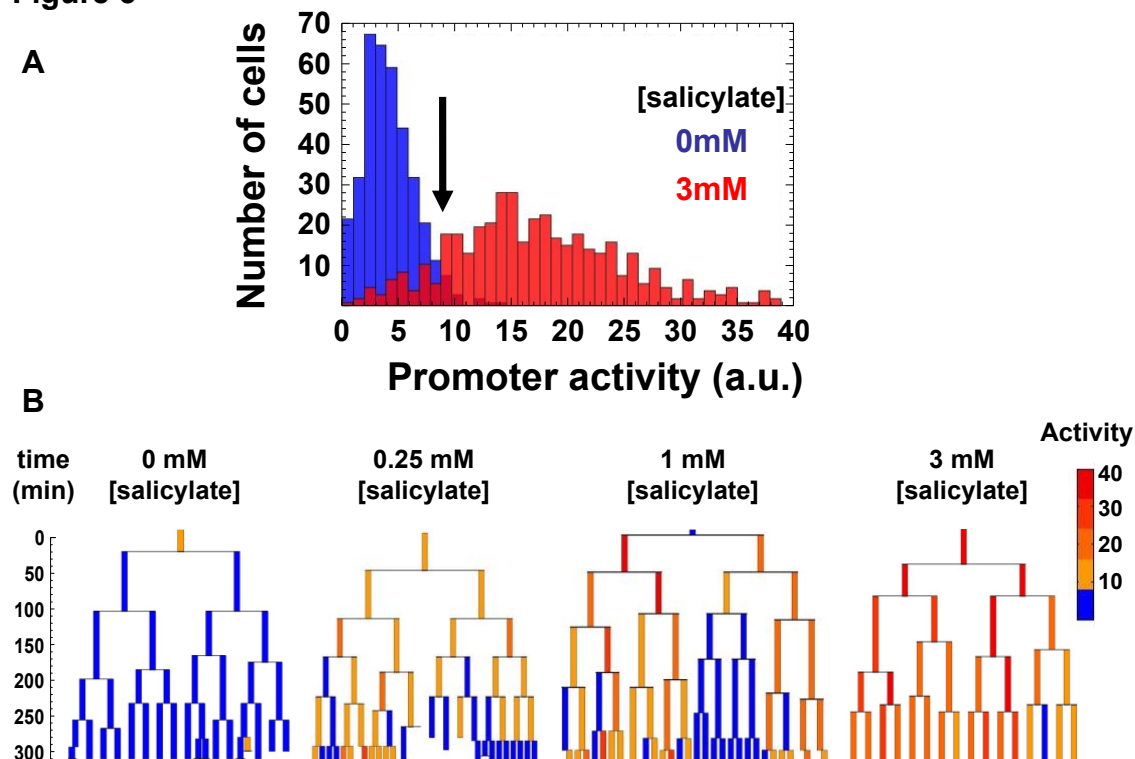 A
Number of cells
70
60
50
40
30
20
10
[salicylate]
0mM
3mM
0 5 10 15 20 25 30 35 40
Promoter activity (a.u.)
B
Activity
time 0 mM 0.25 mM 1 mM 3 mM
(min) [salicylate] [salicylate] [salicylate] [salicylate]
40
30
20
10
0
50
100
150
200
250
300